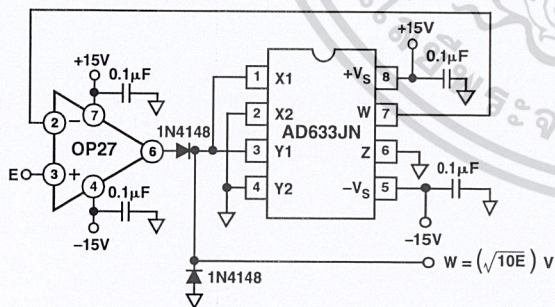 +15V
0.1μF
2
–
7
OP27
6
E
3
+
4
0.1μF
–15V
1N4148
1N4148
1
X1
2
X2
3
Y1
4
Y2
AD633JN
+VS
8
W
7
Z
6
–VS
5
+15V
0.1μF
0.1μF
–15V
W = (√10E) V